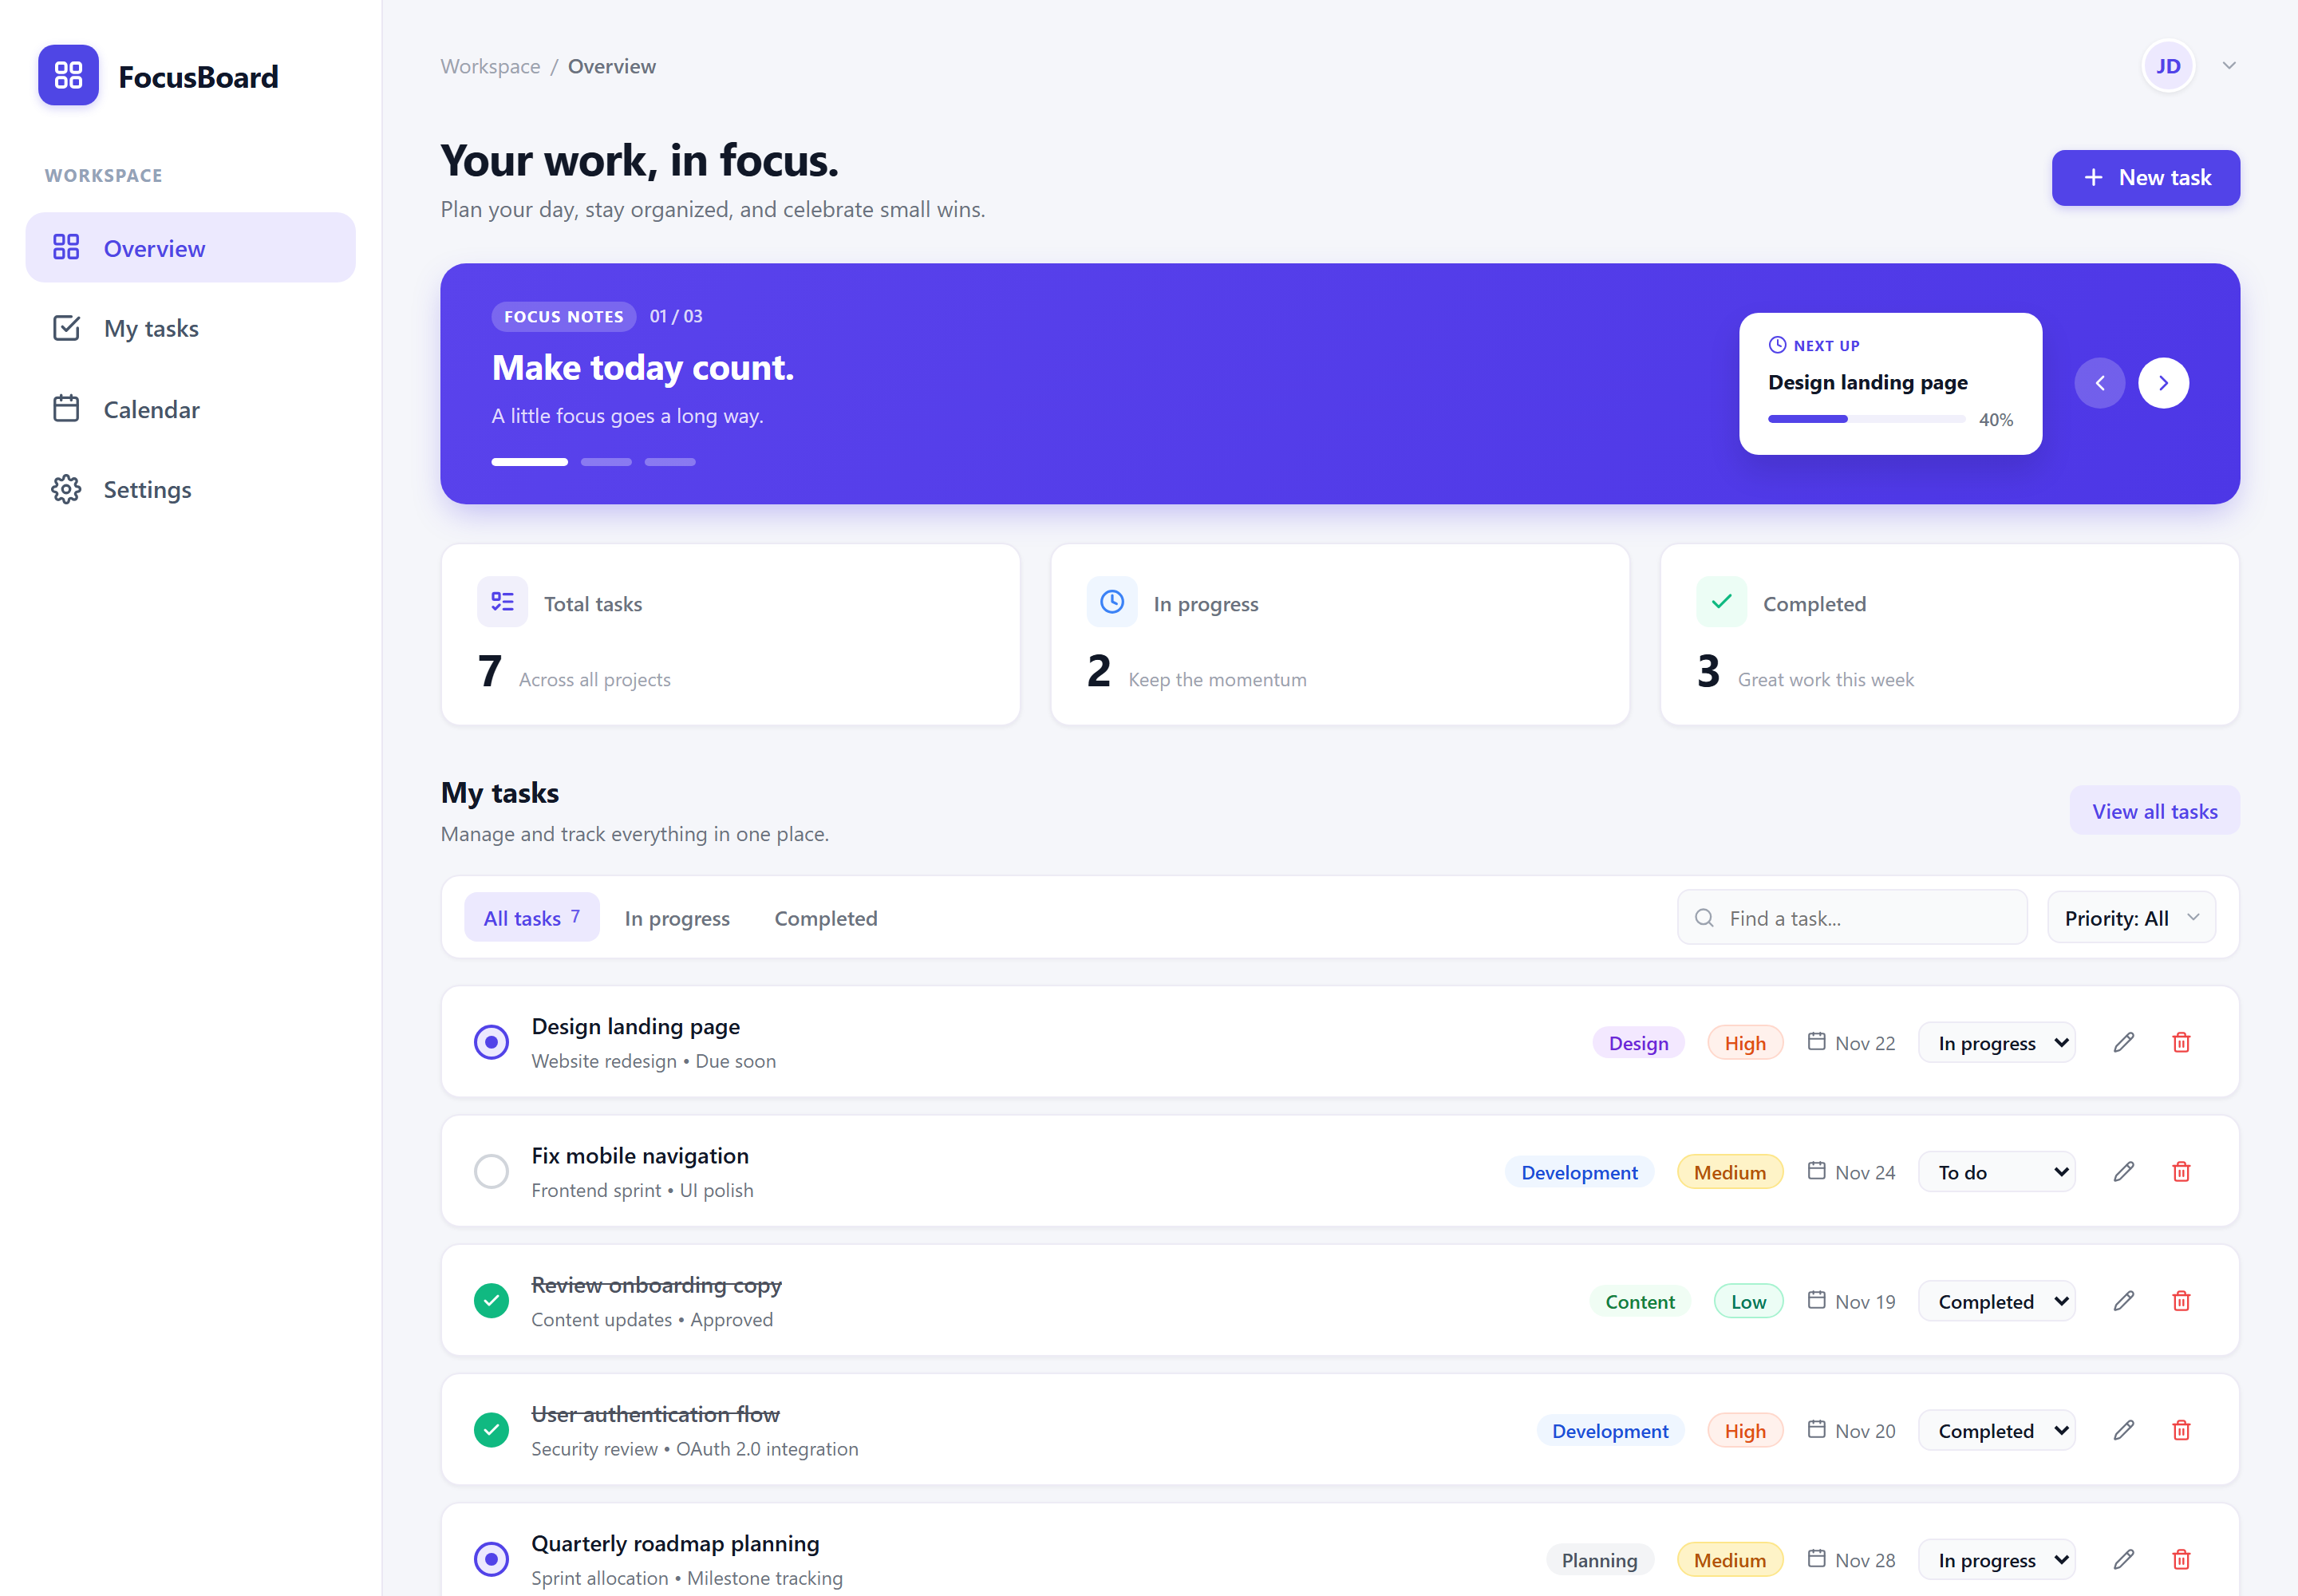 FocusBoard
WORKSPACE
Overview
My tasks
Calendar
Settings
Workspace / Overview
JD
Your work, in focus.
Plan your day, stay organized, and celebrate small wins.
New task
FOCUS NOTES 01 / 03
Make today count.
A little focus goes a long way.
NEXT UP
Design landing page
40%
Total tasks
7 Across all projects
In progress
2 Keep the momentum
Completed
3 Great work this week
My tasks
Manage and track everything in one place.
View all tasks
All tasks 7 In progress Completed
Find a task...
Priority: All
Design landing page
Website redesign • Due soon
Design High Nov 22 In progress
Fix mobile navigation
Frontend sprint • UI polish
Development Medium Nov 24 To do
Review onboarding copy
Content updates • Approved
Content Low Nov 19 Completed
User authentication flow
Security review • OAuth 2.0 integration
Development High Nov 20 Completed
Quarterly roadmap planning
Sprint allocation • Milestone tracking
Planning Medium Nov 28 In progress